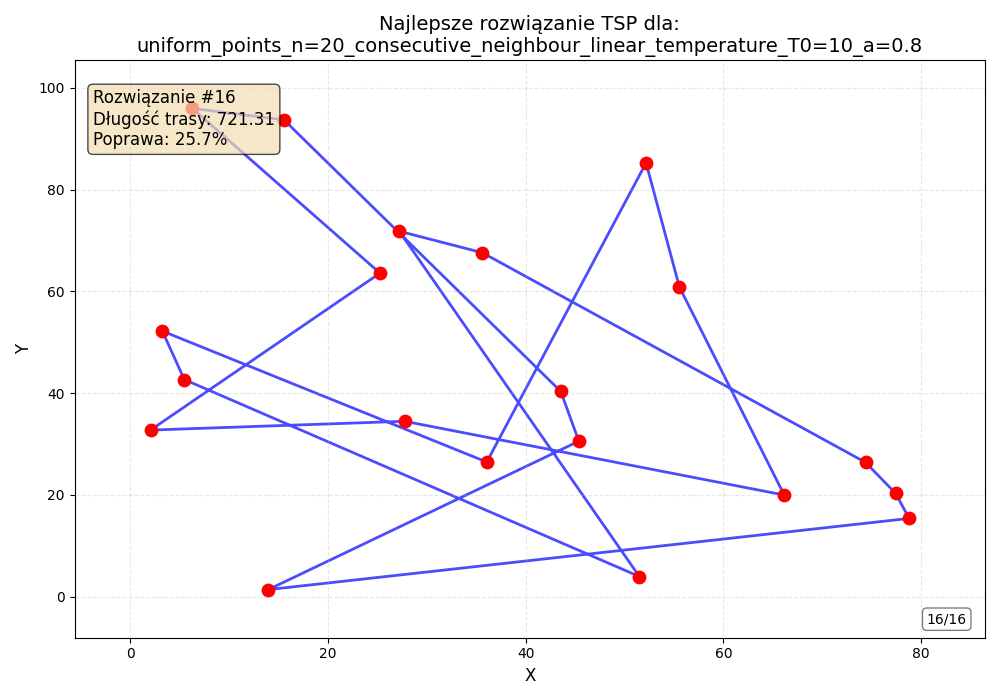 Najlepsze rozwiązanie TSP dla:
uniform_points_n=20_consecutive_neighbour_linear_temperature_T0=10_a=0.8
Rozwiązanie #16
Długość trasy: 721.31
Poprawa: 25.7%
100
80
60
40
20
0
Y
0 20 40 60 80
X
16/16